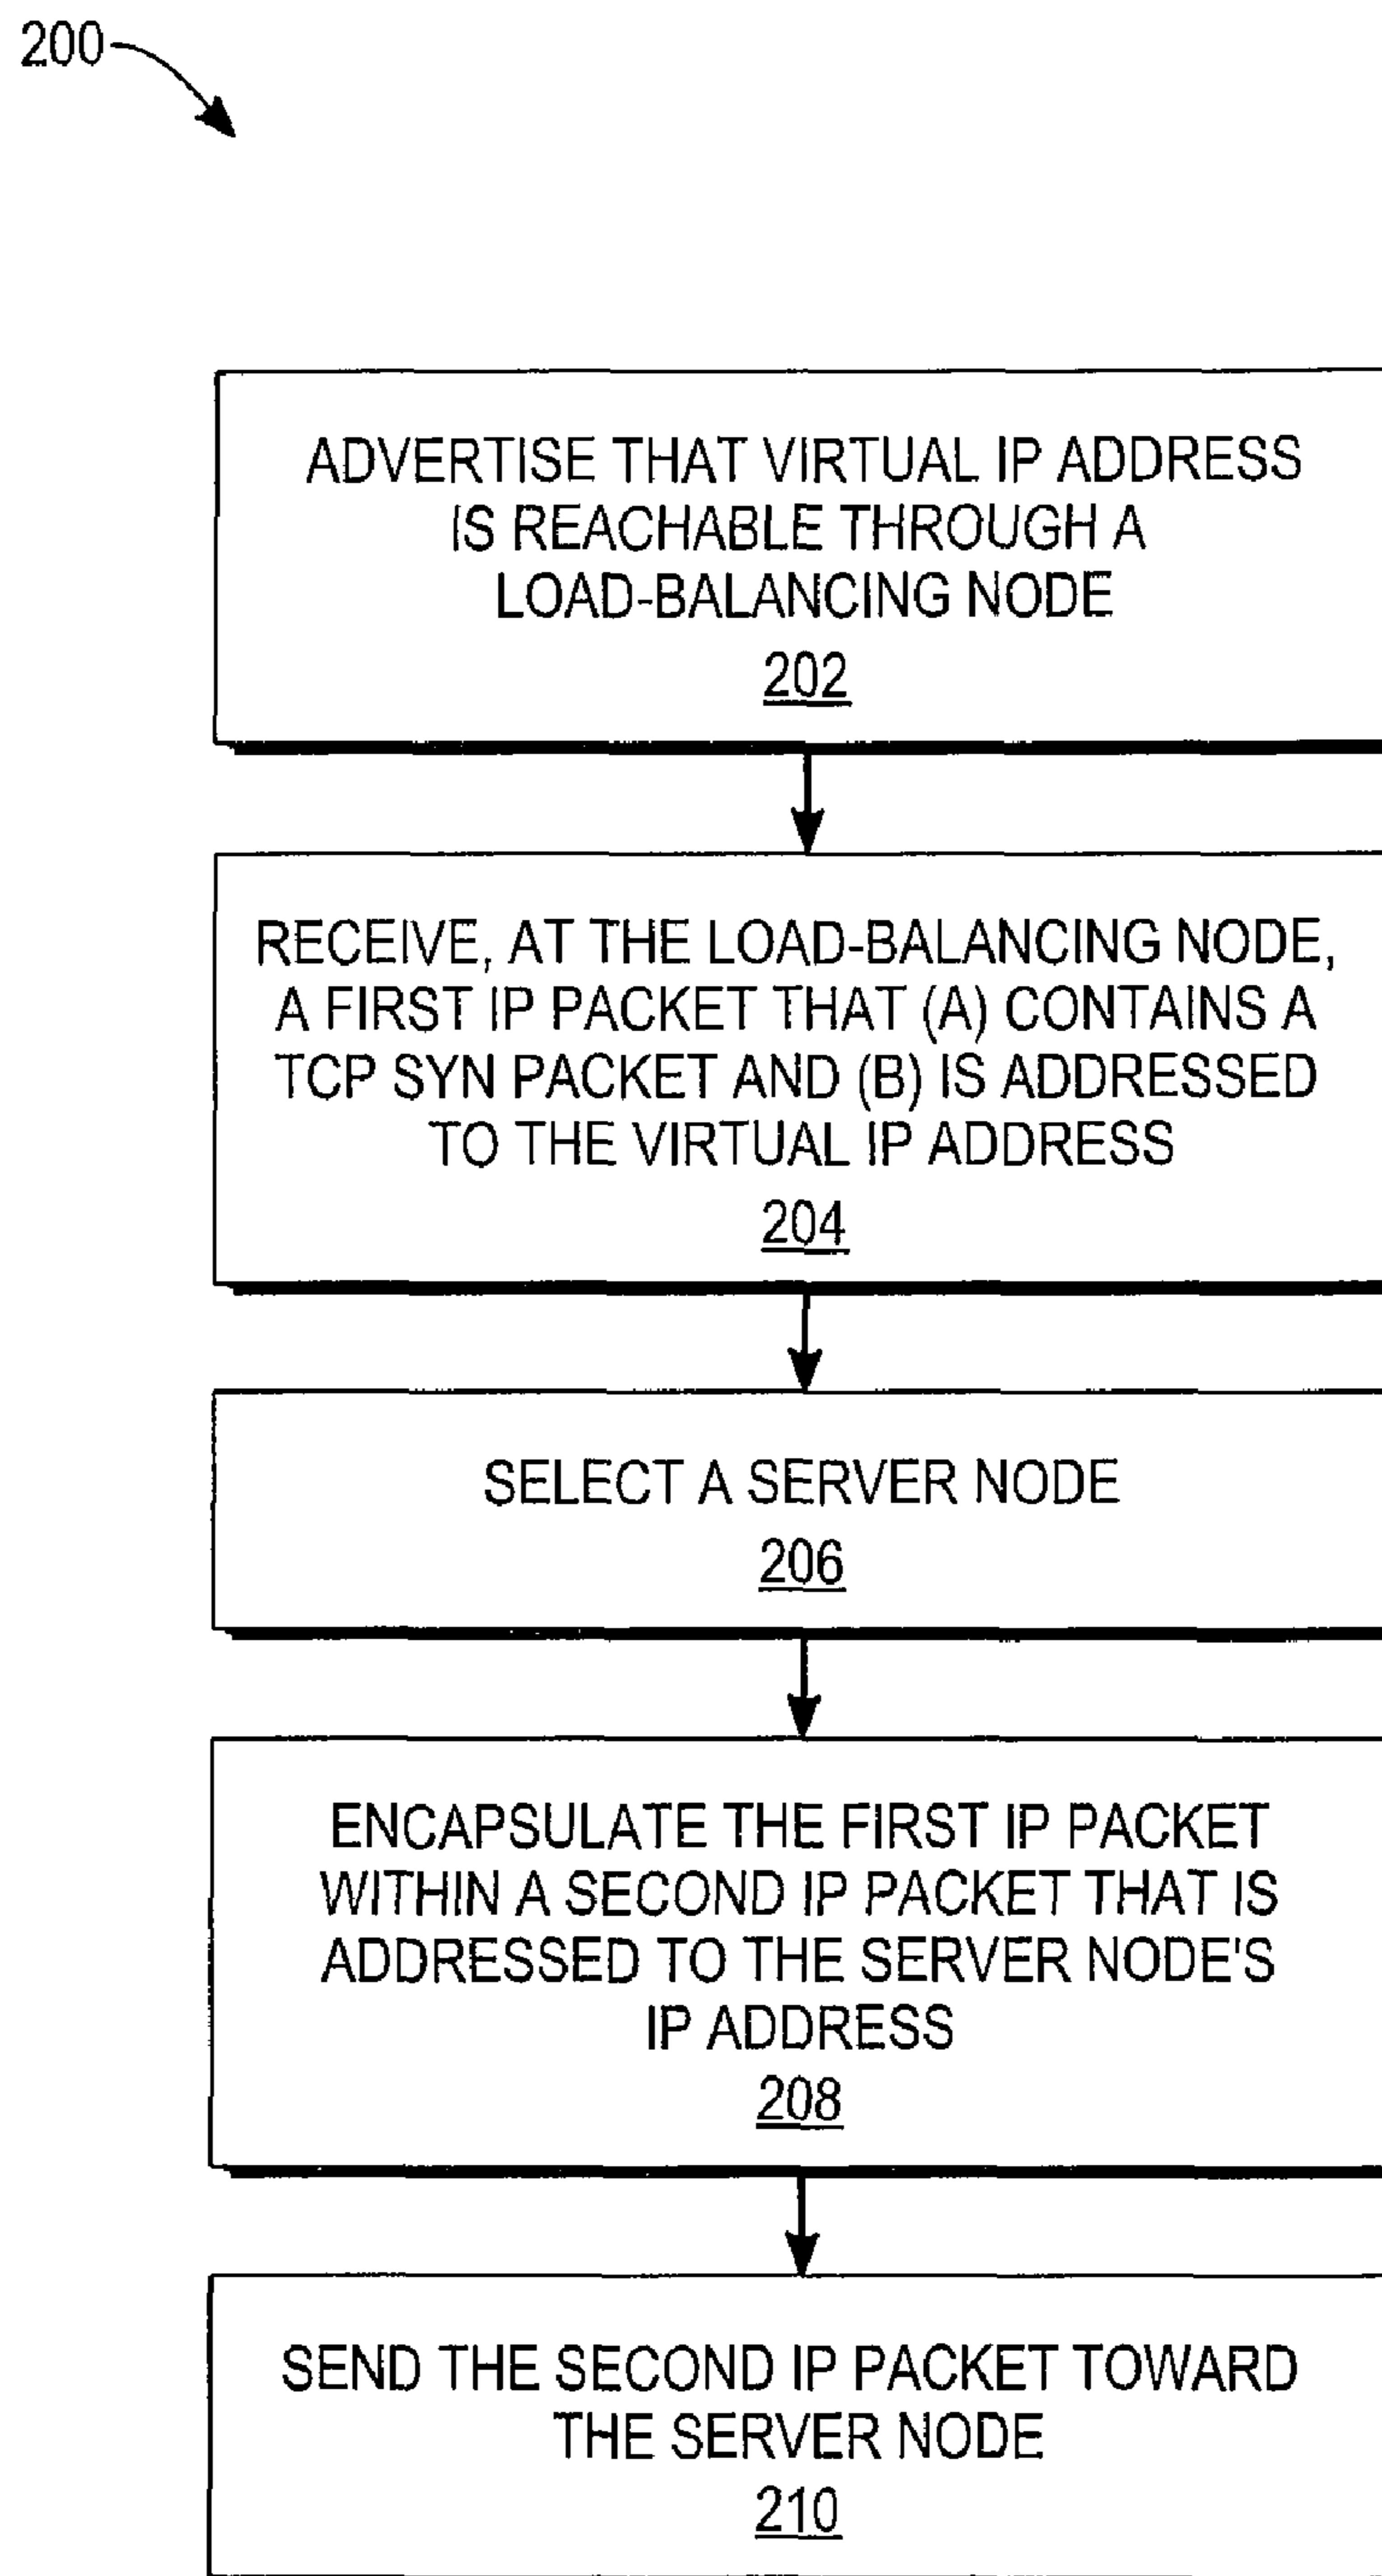 200
ADVERTISE THAT VIRTUAL IP ADDRESS
IS REACHABLE THROUGH A
LOAD-BALANCING NODE
202
RECEIVE, AT THE LOAD-BALANCING NODE,
A FIRST IP PACKET THAT (A) CONTAINS A
TCP SYN PACKET AND (B) IS ADDRESSED
TO THE VIRTUAL IP ADDRESS
204
SELECT A SERVER NODE
206
ENCAPSULATE THE FIRST IP PACKET
WITHIN A SECOND IP PACKET THAT IS
ADDRESSED TO THE SERVER NODE'S
IP ADDRESS
208
SEND THE SECOND IP PACKET TOWARD
THE SERVER NODE
210